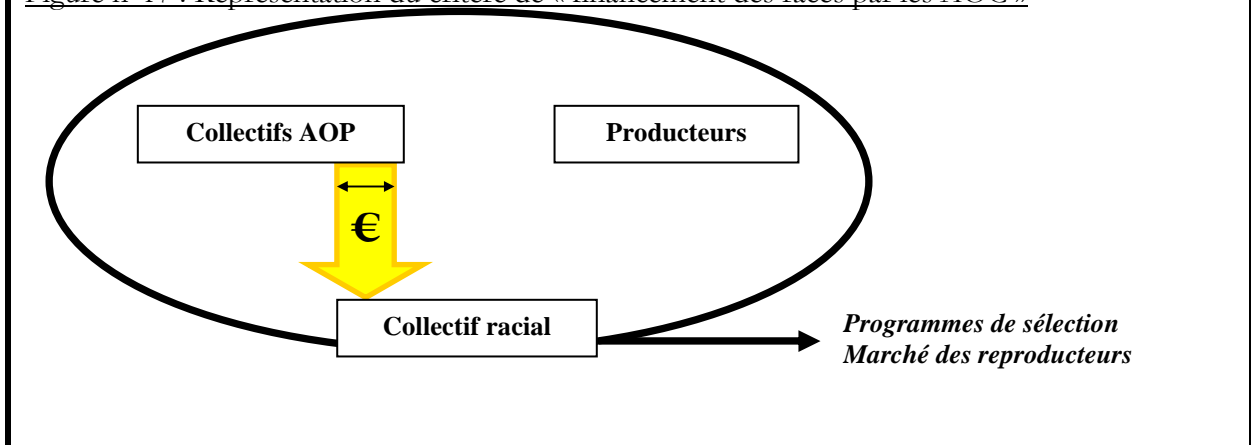 Figure n°17 : Représentation du critère de « financement des races par les AOC »
Collectifs AOP
Producteurs
€
Collectif racial
Programmes de sélection
Marché des reproducteurs